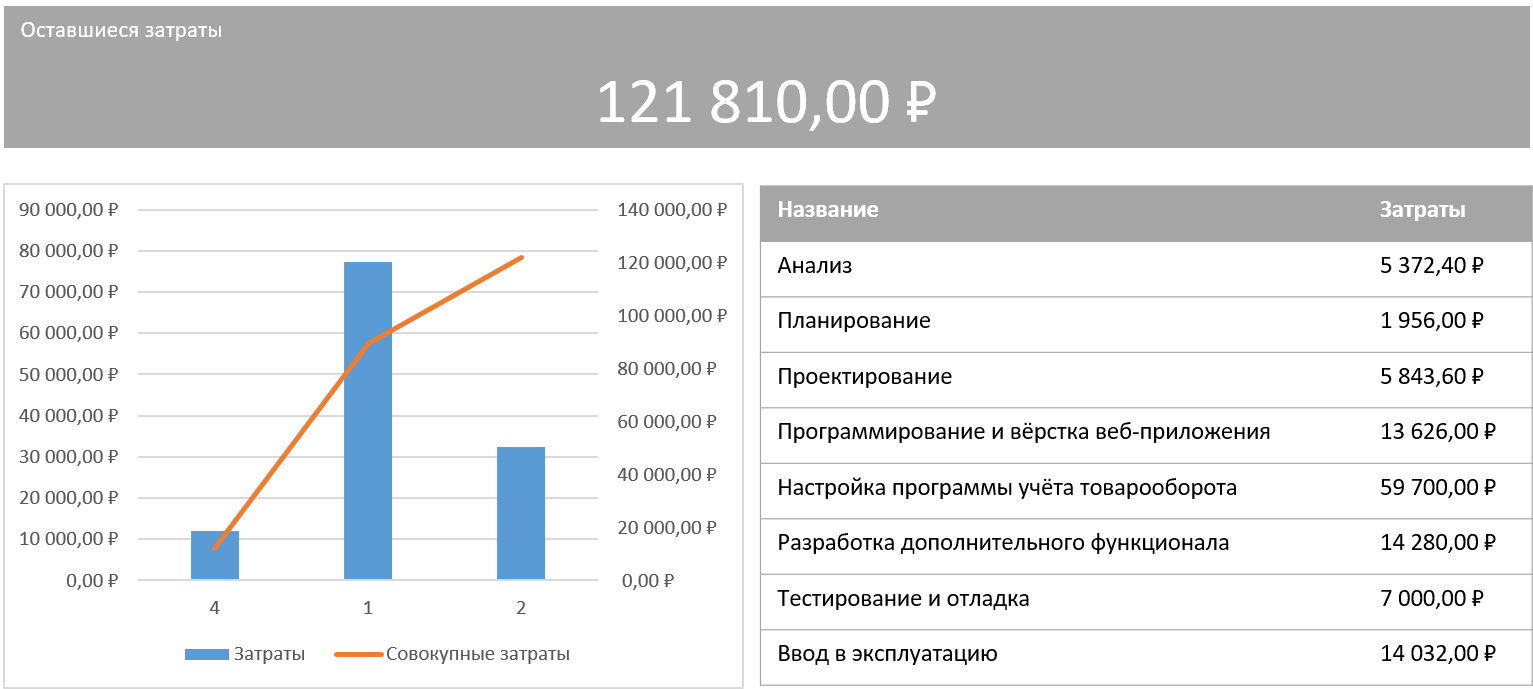 Оставшиеся затраты
121 810,00 ₽
90 000,00 ₽
80 000,00 ₽
70 000,00 ₽
60 000,00 ₽
50 000,00 ₽
40 000,00 ₽
30 000,00 ₽
20 000,00 ₽
10 000,00 ₽
0,00 ₽
140 000,00 ₽
120 000,00 ₽
100 000,00 ₽
80 000,00 ₽
60 000,00 ₽
40 000,00 ₽
20 000,00 ₽
0,00 ₽
4 1 2
Затраты Совокупные затраты
Название Затраты
Анализ 5 372,40 ₽
Планирование 1 956,00 ₽
Проектирование 5 843,60 ₽
Программирование и вёрстка веб-приложения 13 626,00 ₽
Настройка программы учёта товарооборота 59 700,00 ₽
Разработка дополнительного функционала 14 280,00 ₽
Тестирование и отладка 7 000,00 ₽
Ввод в эксплуатацию 14 032,00 ₽